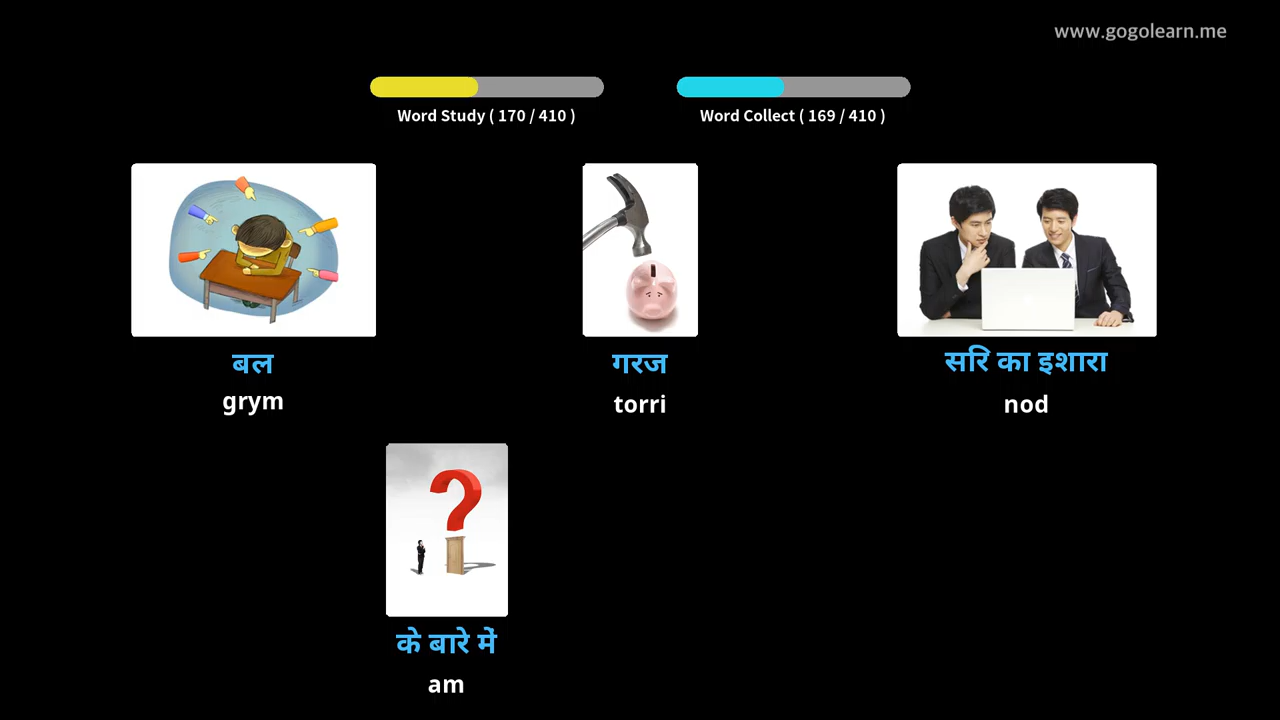 www.gogolearn.me
Word Study ( 170 / 410 )
Word Collect ( 169 / 410 )
बल
grym
गरज
torri
सरि का इशारा
nod
के बारे में
am